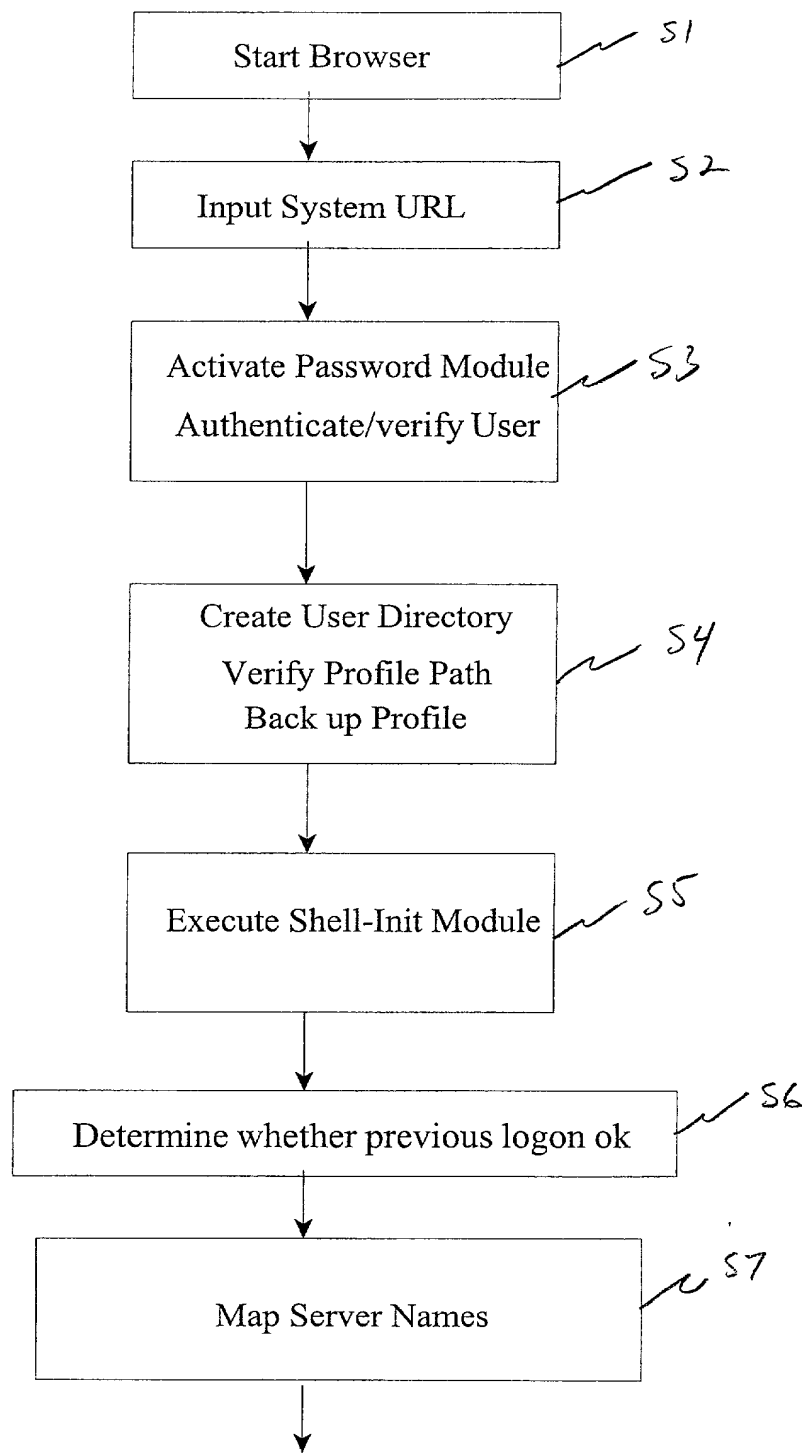 Start Browser
S1
Input System URL
S2
Activate Password Module
S3
Authenticate/verify User
Create User Directory
S4
Verify Profile Path
Back up Profile
Execute Shell-Init Module
S5
Determine whether previous logon ok
S6
Map Server Names
S7